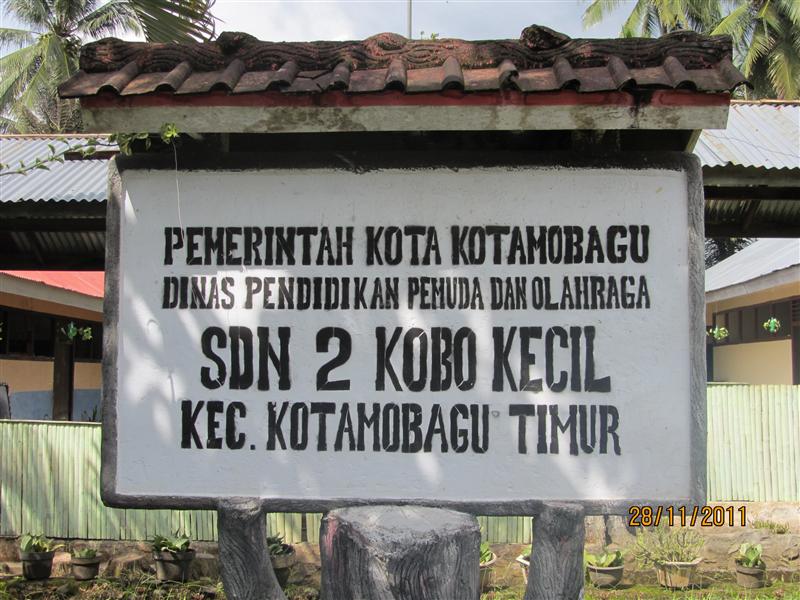 PEMERINTAH KOTA KOTAMOBAGU
DINAS PENDIDIKAN PEMUDA DAN OLAHRAGA
SDN 2 KOBO KECIL
KEC. KOTAMOBAGU TIMUR
28/11/2011